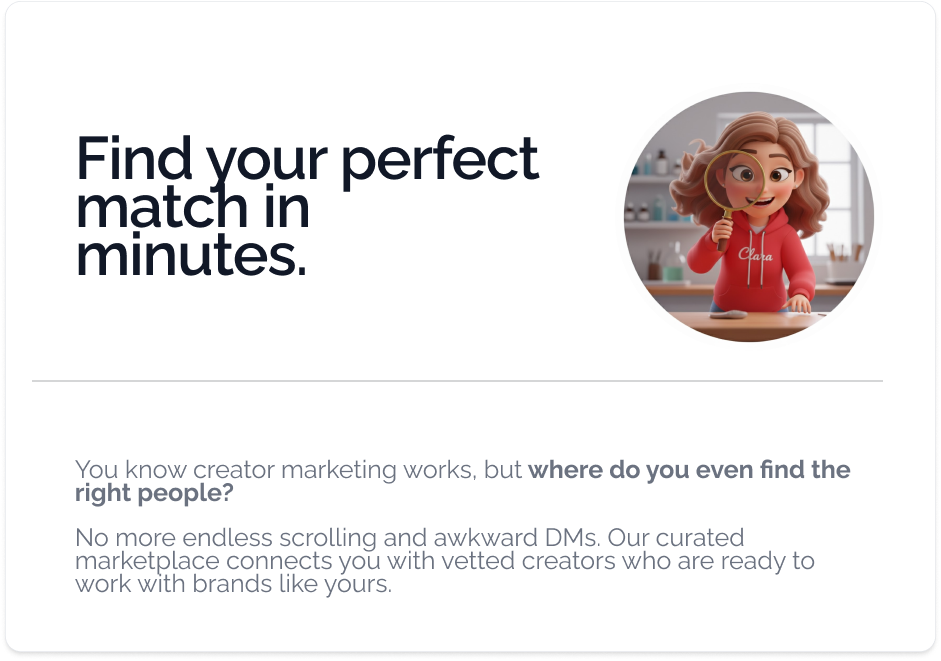 Find your perfect
match in
minutes.
Clara
You know creator marketing works, but where do you even find the
right people?
No more endless scrolling and awkward DMs. Our curated
marketplace connects you with vetted creators who are ready to
work with brands like yours.